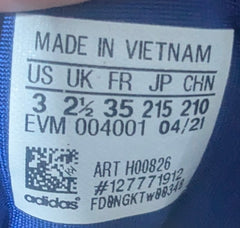 MADE IN VIETNAM
US UK FR JP CHN
3 2½ 35 215 210
EVM 004001 04/21
ART H00826
#127771912
adidas